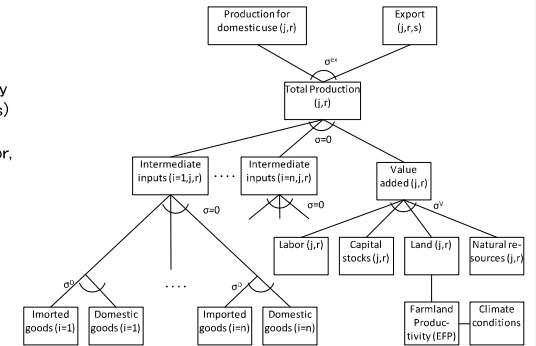 Production for
domestic use (j,r)
Export
(j,r,s)
σᵉˣ
Total Production
(j,r)
σ=0
Intermediate
inputs (i=1,j,r)
....
Intermediate
inputs (i=n,j,r)
Value
added (j,r)
σ=0
σ=0
σⱽ
Labor (j,r)
Capital
stocks (j,r)
Land (j,r)
Natural re-
sources (j,r)
σᴰ
....
σᴰ
Imorted
goods (i=1)
Domestic
goods (i=1)
Imported
goods (i=n)
Domestic
goods (i=n)
Farmland
Produc-
tivity (EFP)
Climate
conditions
y
s)
or,